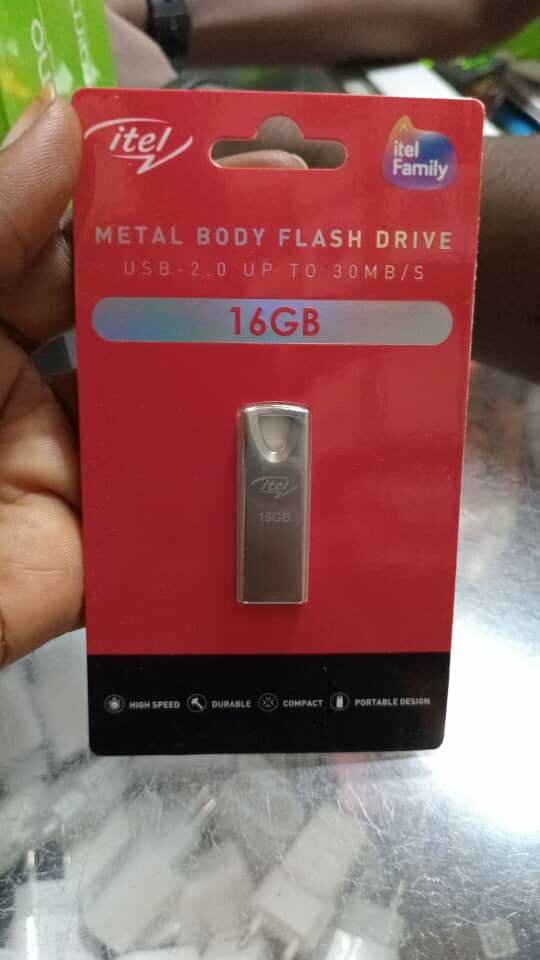 itel
itel
Family
METAL BODY FLASH DRIVE
USB-2.0 UP TO 30MB/S
16GB
itel
16GB
HIGH SPEED DURABLE COMPACT PORTABLE DESIGN